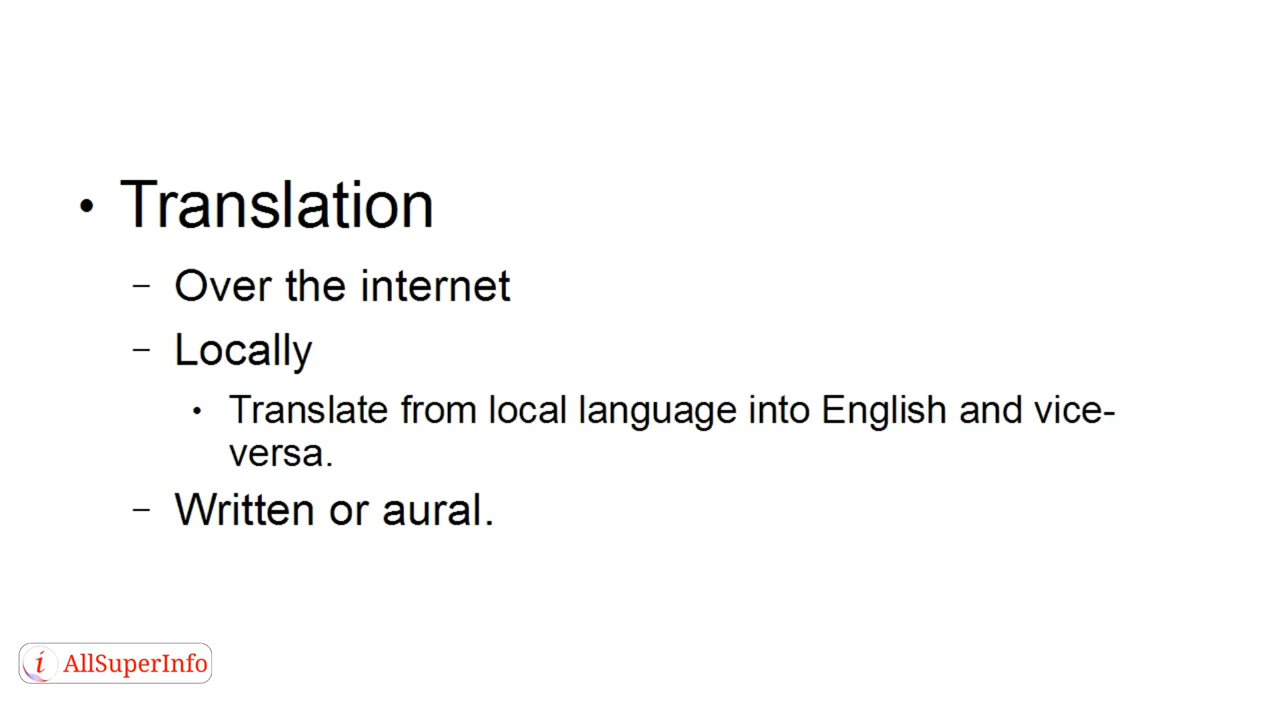 • Translation
– Over the internet
– Locally
• Translate from local language into English and vice-
versa.
– Written or aural.
i AllSuperInfo